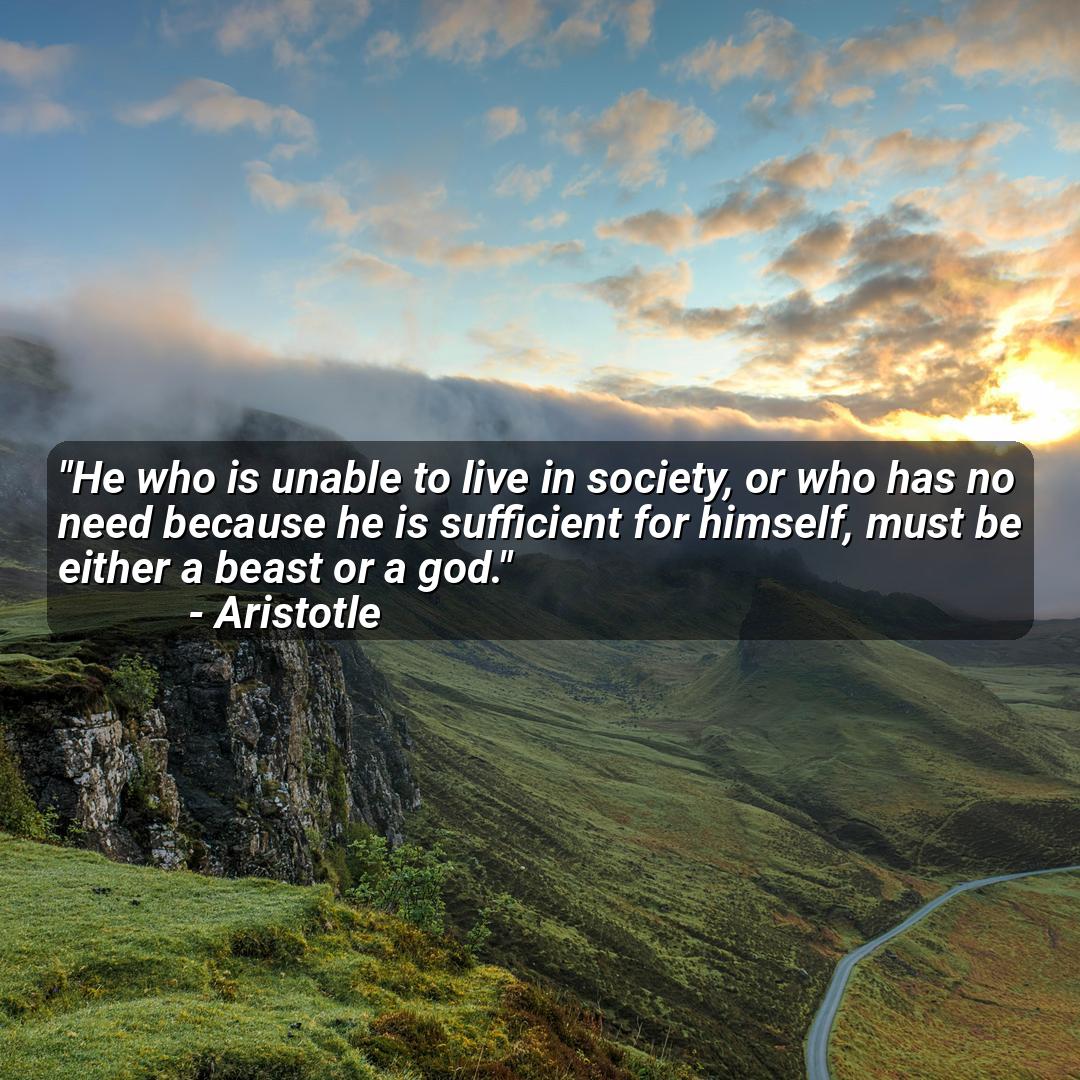 "He who is unable to live in society, or who has no
need because he is sufficient for himself, must be
either a beast or a god."
- Aristotle